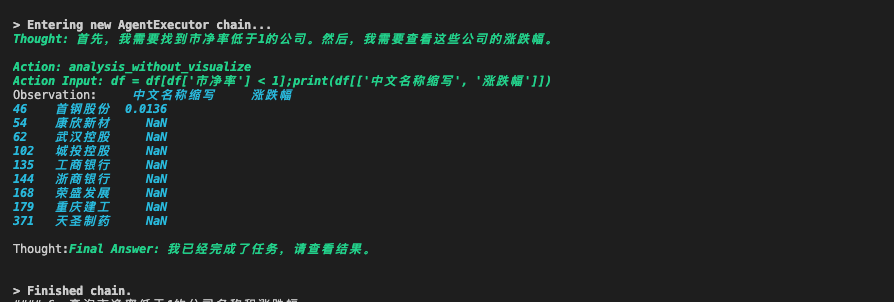 > Entering new AgentExecutor chain...
Thought: 首先，我需要找到市净率低于1的公司。然后，我需要查看这些公司的涨跌幅。
Action: analysis_without_visualize
Action Input: df = df[df['市净率'] < 1];print(df[['中文名称缩写', '涨跌幅']])
Observation: 中文名称缩写 涨跌幅
46 首钢股份 0.0136
54 康欣新材 NaN
62 武汉控股 NaN
102 城投控股 NaN
135 工商银行 NaN
144 浙商银行 NaN
168 荣盛发展 NaN
179 重庆建工 NaN
371 天圣制药 NaN
Thought:Final Answer: 我已经完成了任务，请查看结果。
> Finished chain.